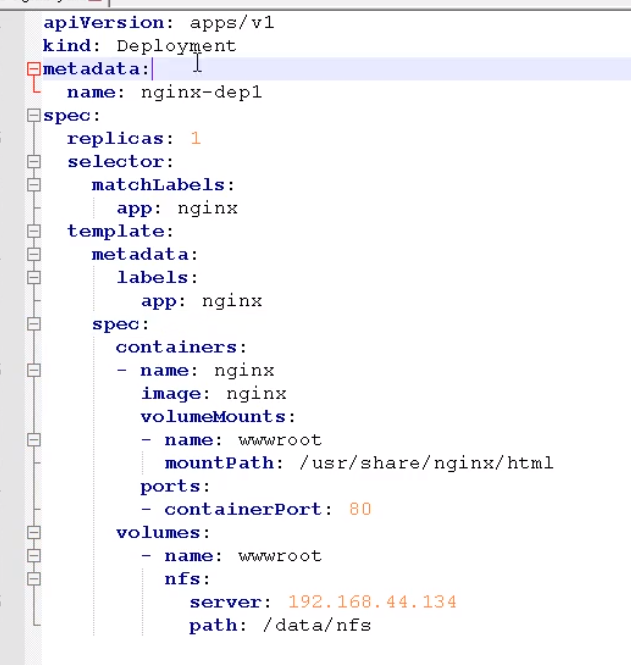 apiVersion: apps/v1
kind: Deployment
metadata:
  name: nginx-dep1
spec:
  replicas: 1
  selector:
    matchLabels:
      app: nginx
  template:
    metadata:
      labels:
        app: nginx
    spec:
      containers:
      - name: nginx
        image: nginx
        volumeMounts:
        - name: wwwroot
          mountPath: /usr/share/nginx/html
        ports:
        - containerPort: 80
      volumes:
        - name: wwwroot
          nfs:
            server: 192.168.44.134
            path: /data/nfs